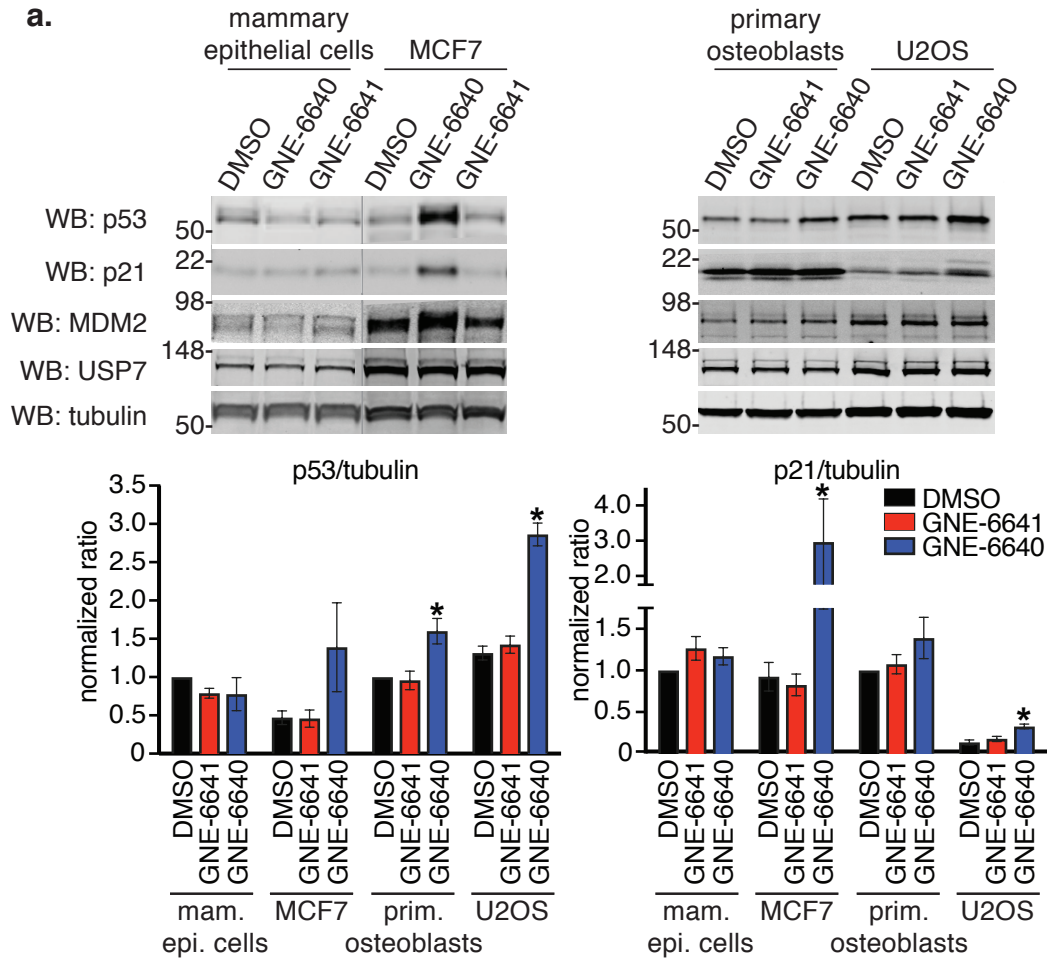 a.
mammary
epithelial cells
MCF7
primary
osteoblasts
U2OS
DMSO
GNE-6640
GNE-6641
DMSO
GNE-6640
GNE-6641
DMSO
GNE-6641
GNE-6640
DMSO
GNE-6641
GNE-6640
WB: p53
50-
50-
WB: p21
22
22
WB: MDM2
98
98
WB: USP7
148
148
WB: tubulin
50-
50-
p53/tubulin
normalized ratio
3.5
3.0
2.5
2.0
1.5
1.0
0.5
0
*
*
DMSO
GNE-6641
GNE-6640
DMSO
GNE-6641
GNE-6640
DMSO
GNE-6641
GNE-6640
DMSO
GNE-6641
GNE-6640
mam.
epi. cells
MCF7
prim.
osteoblasts
U2OS
p21/tubulin
normalized ratio
4.0
3.0
2.0
1.5
1.0
0.5
0
*
*
DMSO
GNE-6641
GNE-6640
DMSO
GNE-6641
GNE-6640
DMSO
GNE-6641
GNE-6640
DMSO
GNE-6641
GNE-6640
DMSO
GNE-6641
GNE-6640
mam.
epi. cells
MCF7
prim.
osteoblasts
U2OS